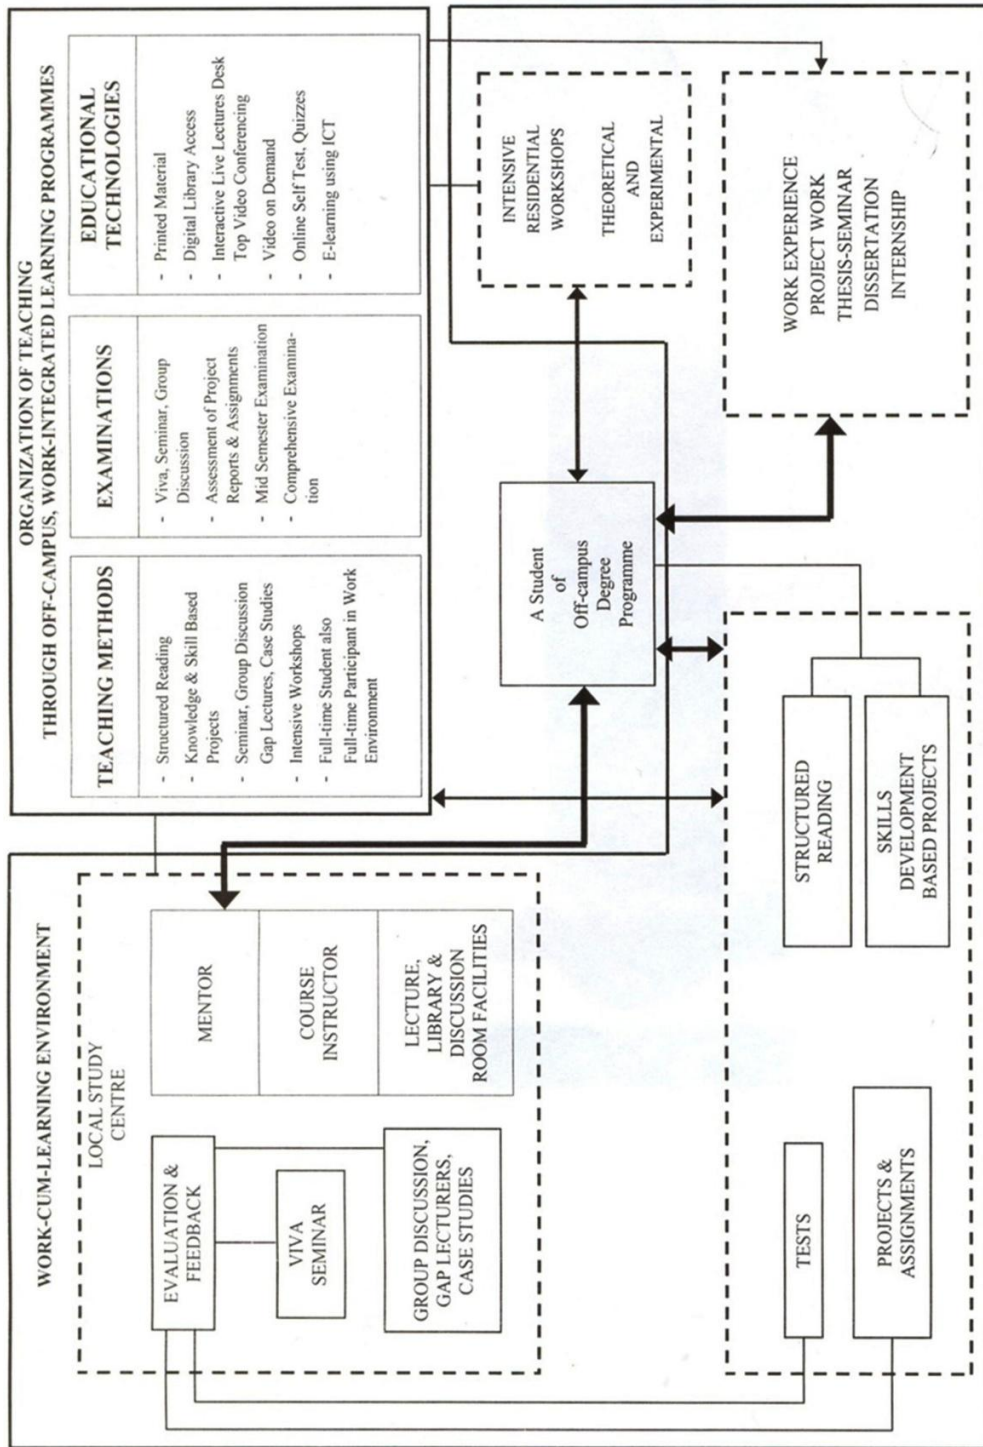 ORGANIZATION OF TEACHING
THROUGH OFF-CAMPUS, WORK-INTEGRATED LEARNING PROGRAMMES
TEACHING METHODS
- Structured Reading
- Knowledge & Skill Based
Projects
- Seminar, Group Discussion
Gap Lectures, Case Studies
- Intensive Workshops
- Full-time Student also
Full-time Participant in Work
Environment
EXAMINATIONS
- Viva, Seminar, Group
Discussion
- Assessment of Project
Reports & Assignments
- Mid Semester Examination
- Comprehensive Examina-
tion
EDUCATIONAL
TECHNOLOGIES
- Printed Material
- Digital Library Access
- Interactive Live Lectures Desk
Top Video Conferencing
- Video on Demand
- Online Self Test, Quizzes
- E-learning using ICT
WORK-CUM-LEARNING ENVIRONMENT
LOCAL STUDY
CENTRE
EVALUATION &
FEEDBACK
VIVA
SEMINAR
GROUP DISCUSSION,
GAP LECTURERS,
CASE STUDIES
MENTOR
COURSE
INSTRUCTOR
LECTURE,
LIBRARY &
DISCUSSION
ROOM FACILITIES
A Student
of
Off-campus
Degree
Programme
INTENSIVE
RESIDENTIAL
WORKSHOPS
THEORETICAL
AND
EXPERIMENTAL
TESTS
PROJECTS &
ASSIGNMENTS
STRUCTURED
READING
SKILLS
DEVELOPMENT
BASED PROJECTS
WORK EXPERIENCE
PROJECT WORK
THESIS-SEMINAR
DISSERTATION
INTERNSHIP